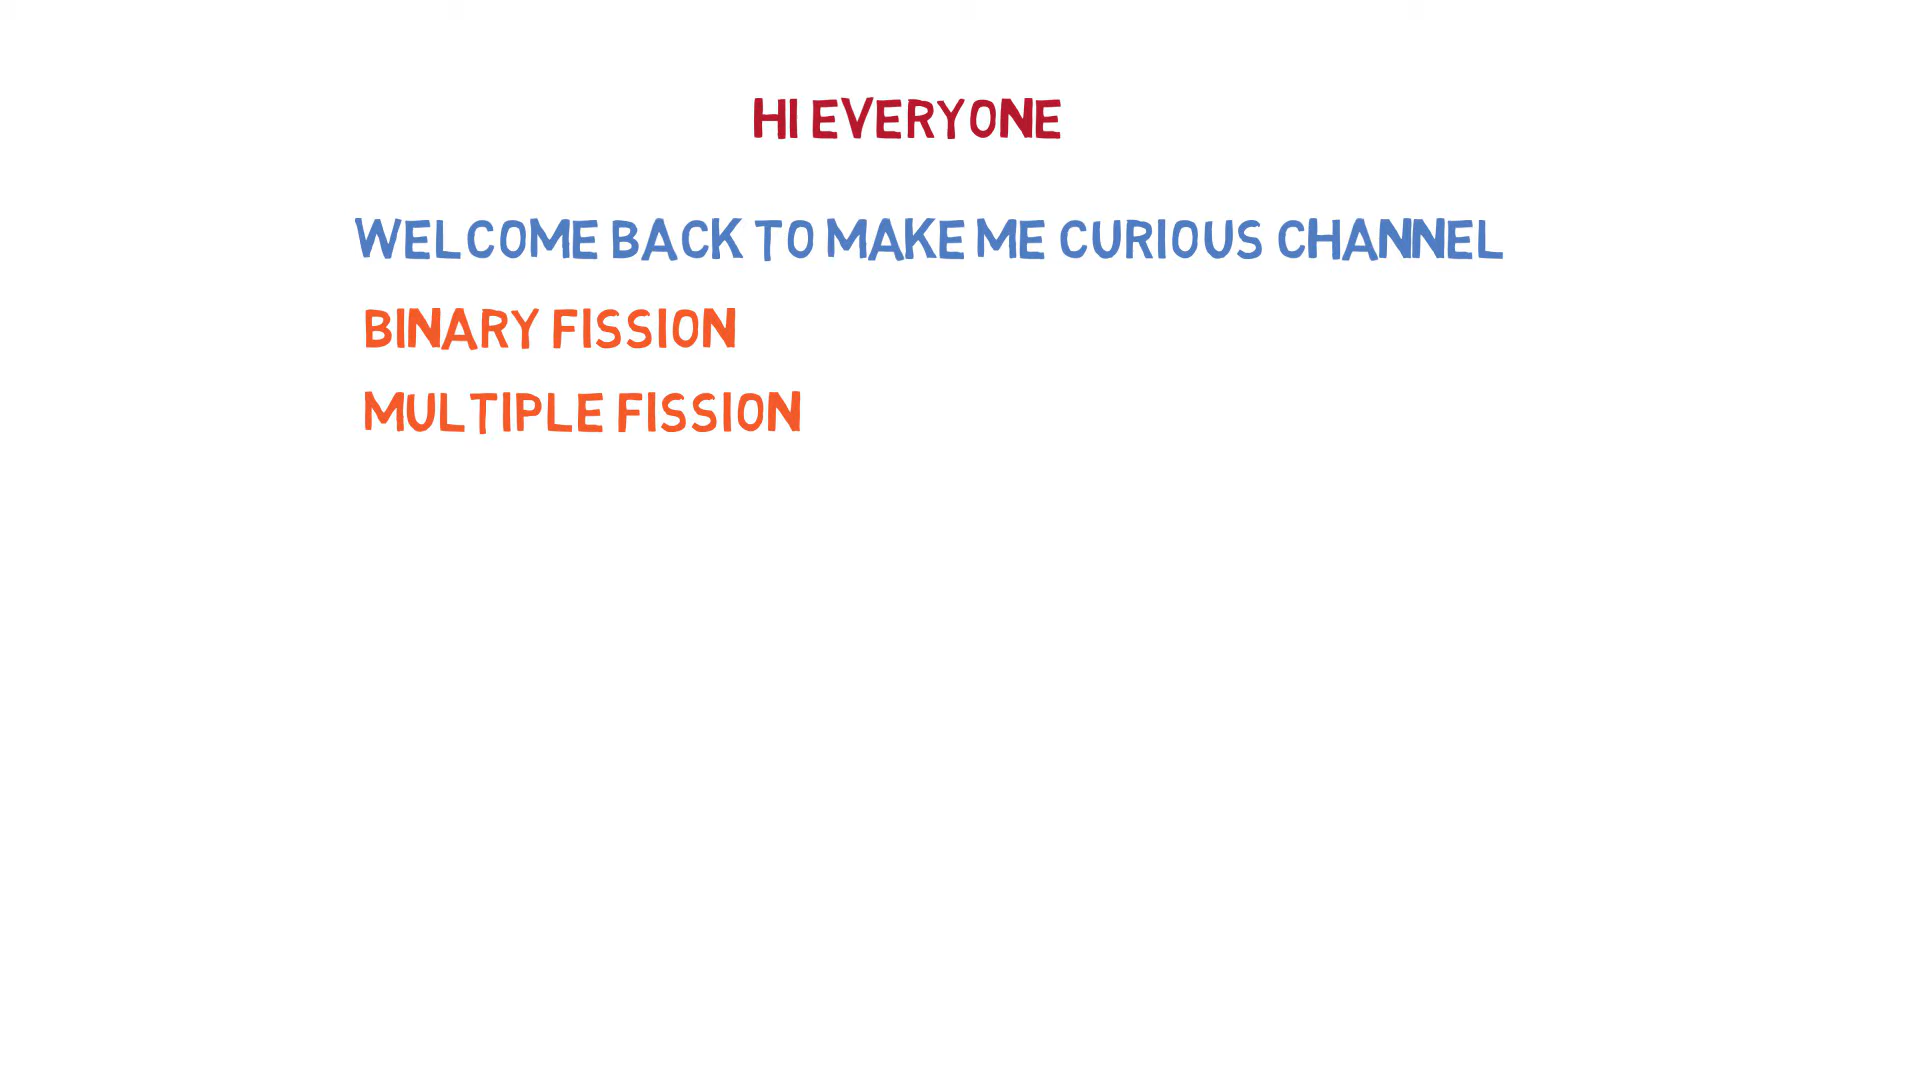 HI EVERYONE
WELCOME BACK TO MAKE ME CURIOUS CHANNEL
BINARY FISSION
MULTIPLE FISSION